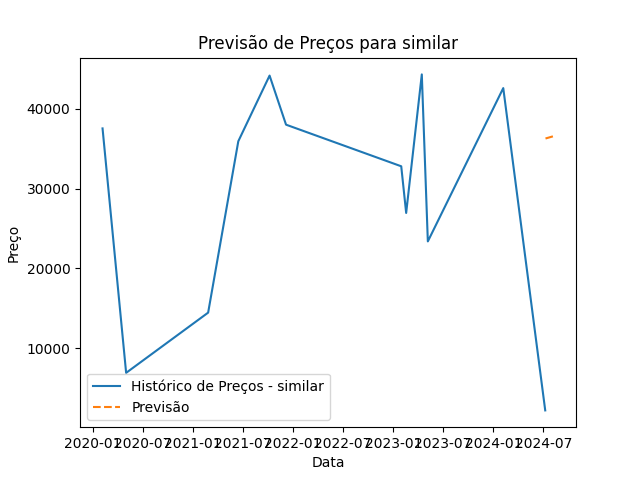 Previsão de Preços para similar
Preço
40000
30000
20000
10000
Histórico de Preços - similar
Previsão
2020-01 2020-07 2021-01 2021-07 2022-01 2022-07 2023-01 2023-07 2024-01 2024-07
Data